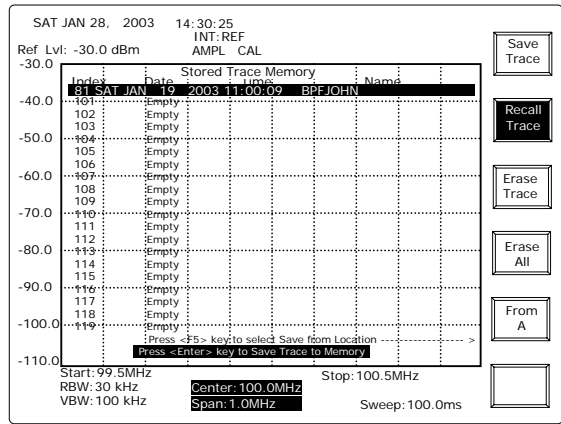 SAT JAN 28, 2003 14:30:25
INT:REF
Ref Lvl: -30.0 dBm AMPL CAL
-30.0
Stored Trace Memory
Index Date Time Name
81 SAT JAN 19 2003 11:00:09 BPFJOHN
-40.0
101 Empty
102 Empty
103 Empty
-50.0
104 Empty
105 Empty
106 Empty
-60.0
107 Empty
108 Empty
109 Empty
-70.0
110 Empty
111 Empty
112 Empty
-80.0
113 Empty
114 Empty
115 Empty
-90.0
116 Empty
117 Empty
118 Empty
-100.0
119 Empty
Press <F5> key to select Save from Location ------------------ >
Press <Enter> key to Save Trace to Memory
-110.0
Start:99.5MHz Stop:100.5MHz
RBW:30 kHz Center:100.0MHz
VBW:100 kHz Span:1.0MHz Sweep:100.0ms
Save
Trace
Recall
Trace
Erase
Trace
Erase
All
From
A